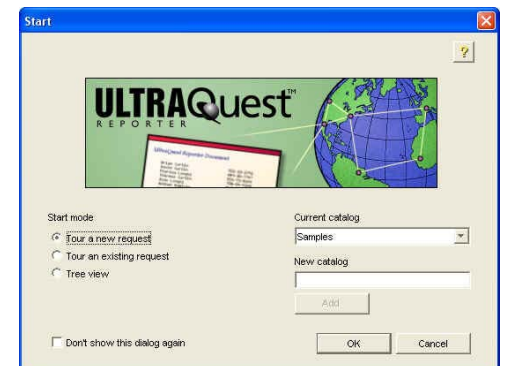 Start
?
ULTRAQuest™
REPORTER
UltraQuest Reporter Document
Start mode
Tour a new request
Tour an existing request
Tree view
Current catalog
Samples
New catalog
Add
Don't show this dialog again
OK
Cancel